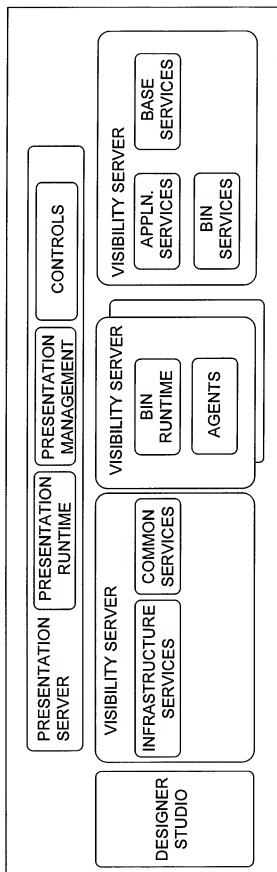 PRESENTATION
SERVER
PRESENTATION
RUNTIME
PRESENTATION
MANAGEMENT
CONTROLS
DESIGNER
STUDIO
VISIBILITY SERVER
INFRASTRUCTURE
SERVICES
COMMON
SERVICES
VISIBILITY SERVER
BIN
RUNTIME
AGENTS
VISIBILITY SERVER
APPLN.
SERVICES
BASE
SERVICES
BIN
SERVICES